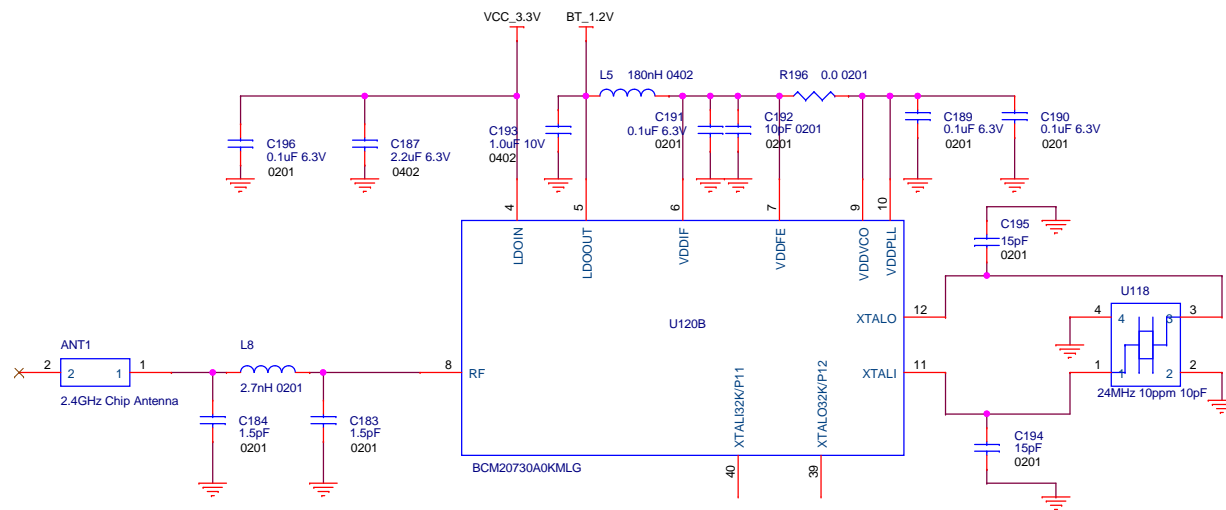 VCC_3.3V
BT_1.2V
L5 180nH 0402
R196 0.0 0201
C196
0.1uF 6.3V
0201
C187
2.2uF 6.3V
0402
C193
1.0uF 10V
0402
C191
0.1uF 6.3V
0201
C192
10pF 0201
0201
C189
0.1uF 6.3V
0201
C190
0.1uF 6.3V
0201
4
5
6
7
9
10
LDOIN
LDOOUT
VDDIF
VDDFE
VDDVCO
VDDPLL
C195
15pF
0201
U118
4
4
3
3
1
1
2
2
24MHz 10ppm 10pF
XTALO
12
U120B
XTALI
11
ANT1
2
2
1
1
2.4GHz Chip Antenna
L8
2.7nH 0201
8
RF
C184
1.5pF
0201
C183
1.5pF
0201
XTALI32K/P11
XTALO32K/P12
C194
15pF
0201
BCM20730A0KMLG
40
39